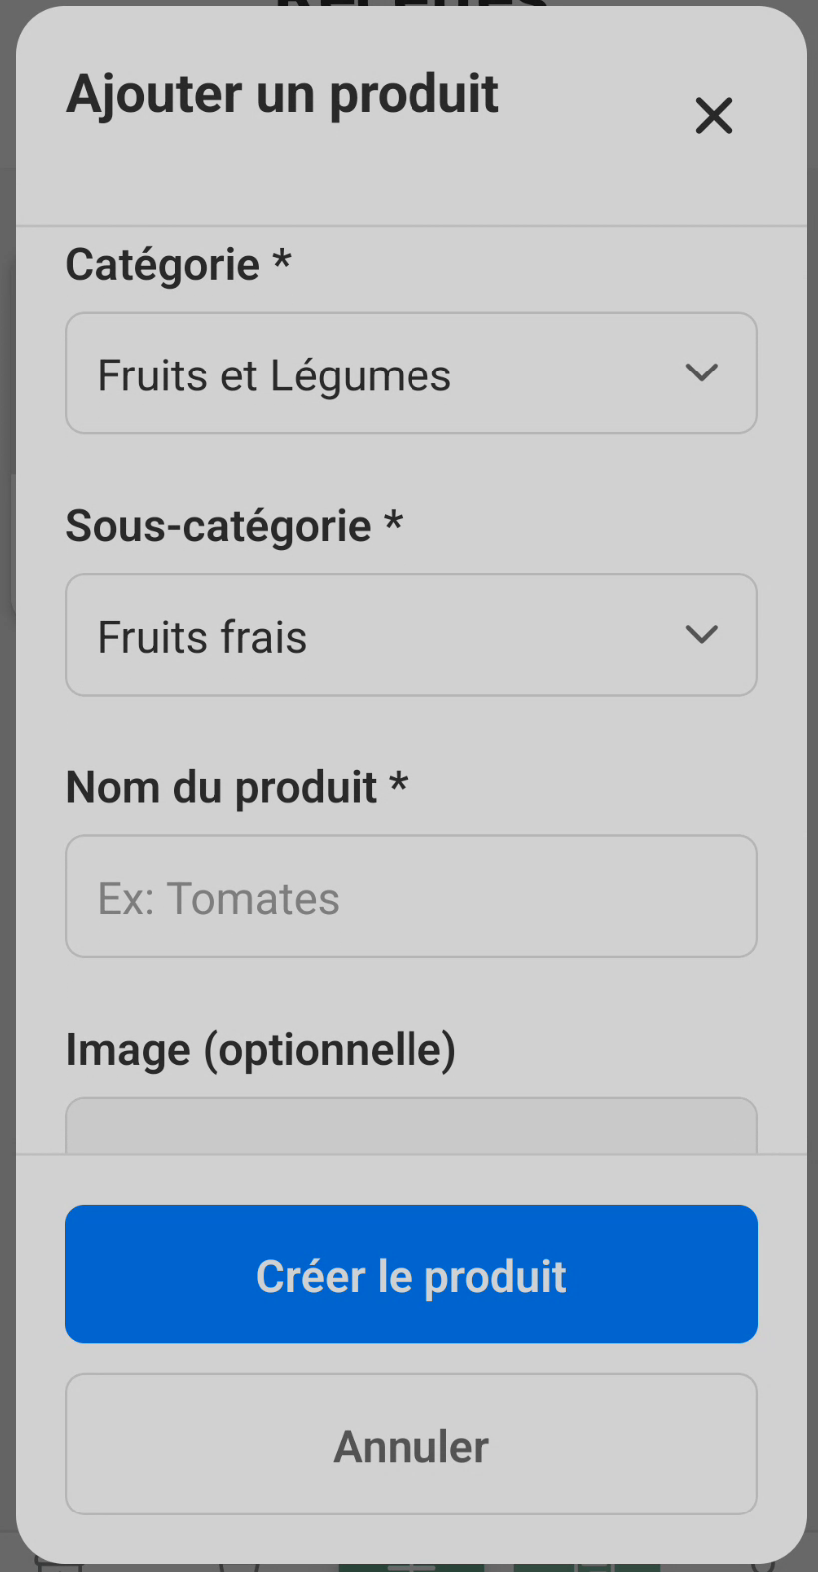 Ajouter un produit
Catégorie *
Fruits et Légumes
Sous-catégorie *
Fruits frais
Nom du produit *
Ex: Tomates
Image (optionnelle)
Créer le produit
Annuler